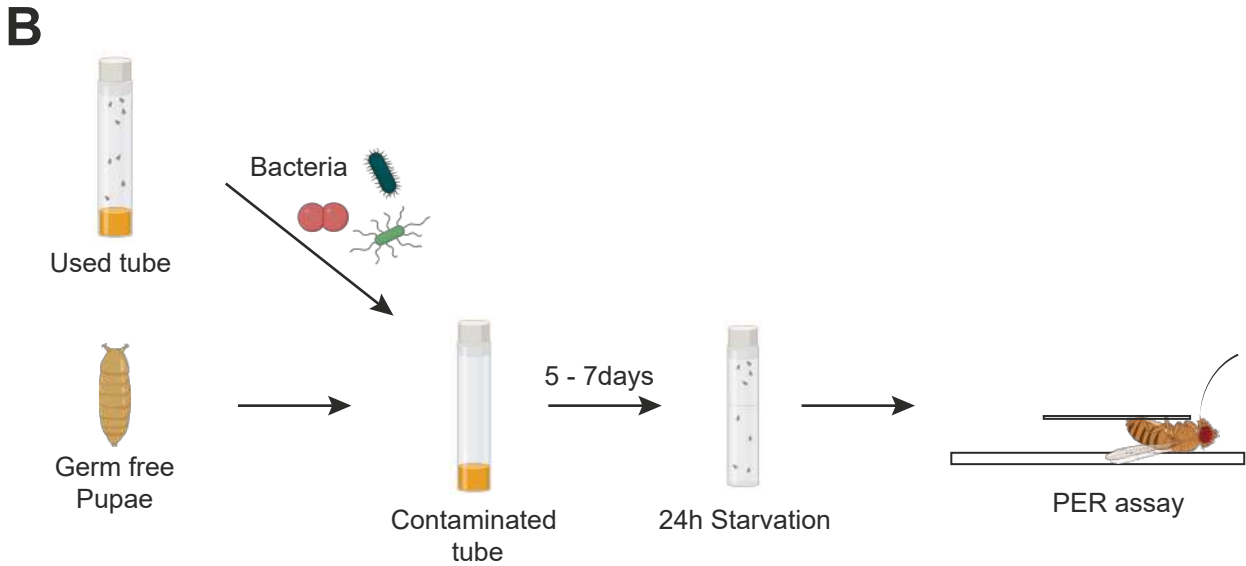 B
Bacteria
Used tube
Germ free
Pupae
5 - 7days
Contaminated
tube
24h Starvation
PER assay